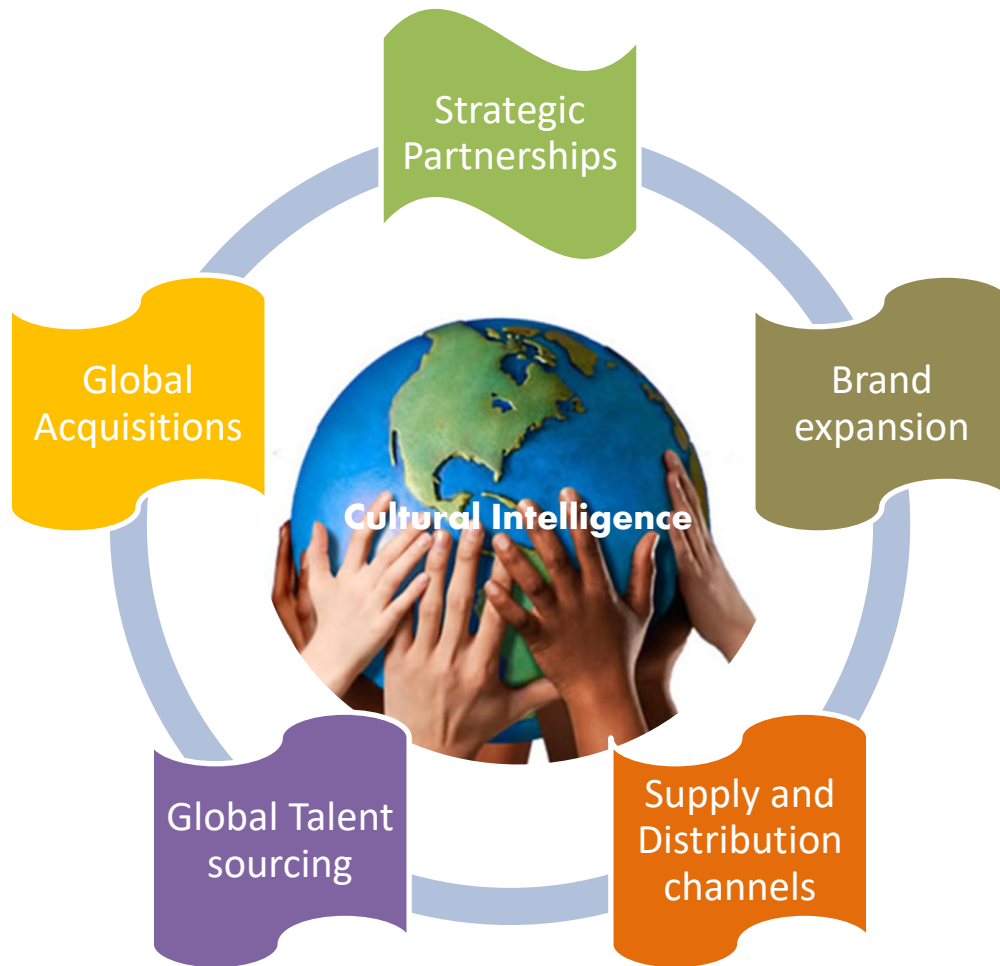 Strategic
Partnerships
Brand
expansion
Supply and
Distribution
channels
Global Talent
sourcing
Global
Acquisitions
Cultural Intelligence